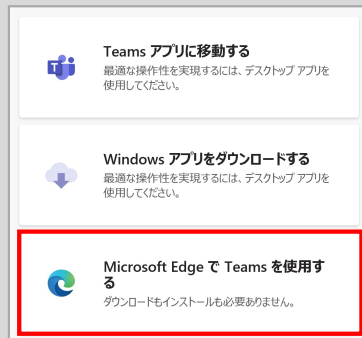 Teams アプリに移動する
最適な操作性を実現するには、デスクトップ アプリを
使用してください。
Windows アプリをダウンロードする
最適な操作性を実現するには、デスクトップ アプリを
使用してください。
Microsoft Edge で Teams を使用す
る
ダウンロードもインストールも必要ありません。